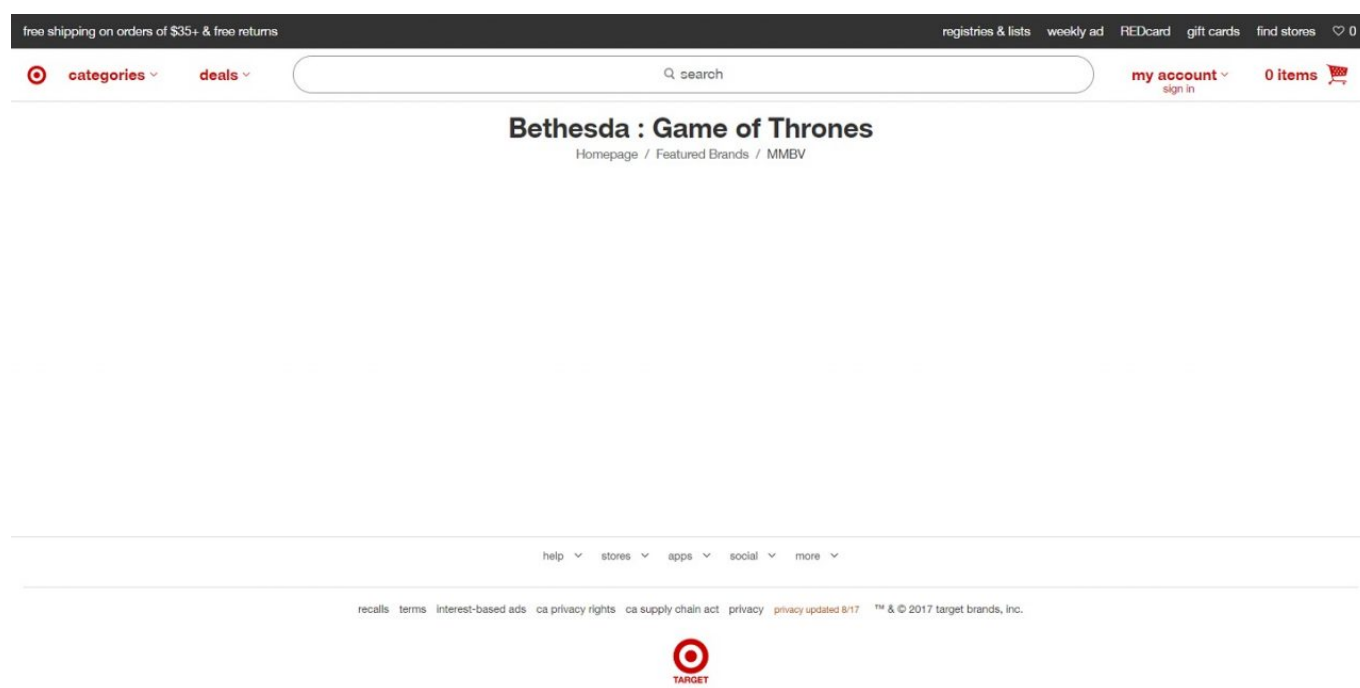 free shipping on orders of $35+ & free returns registries & lists weekly ad REDcard gift cards find stores 0
categories deals search my account 0 items
sign in
Bethesda : Game of Thrones
Homepage / Featured Brands / MMBV
help stores apps social more
recalls terms interest-based ads ca privacy rights ca supply chain act privacy privacy updated 8/17 ™ & © 2017 target brands, inc.
TARGET